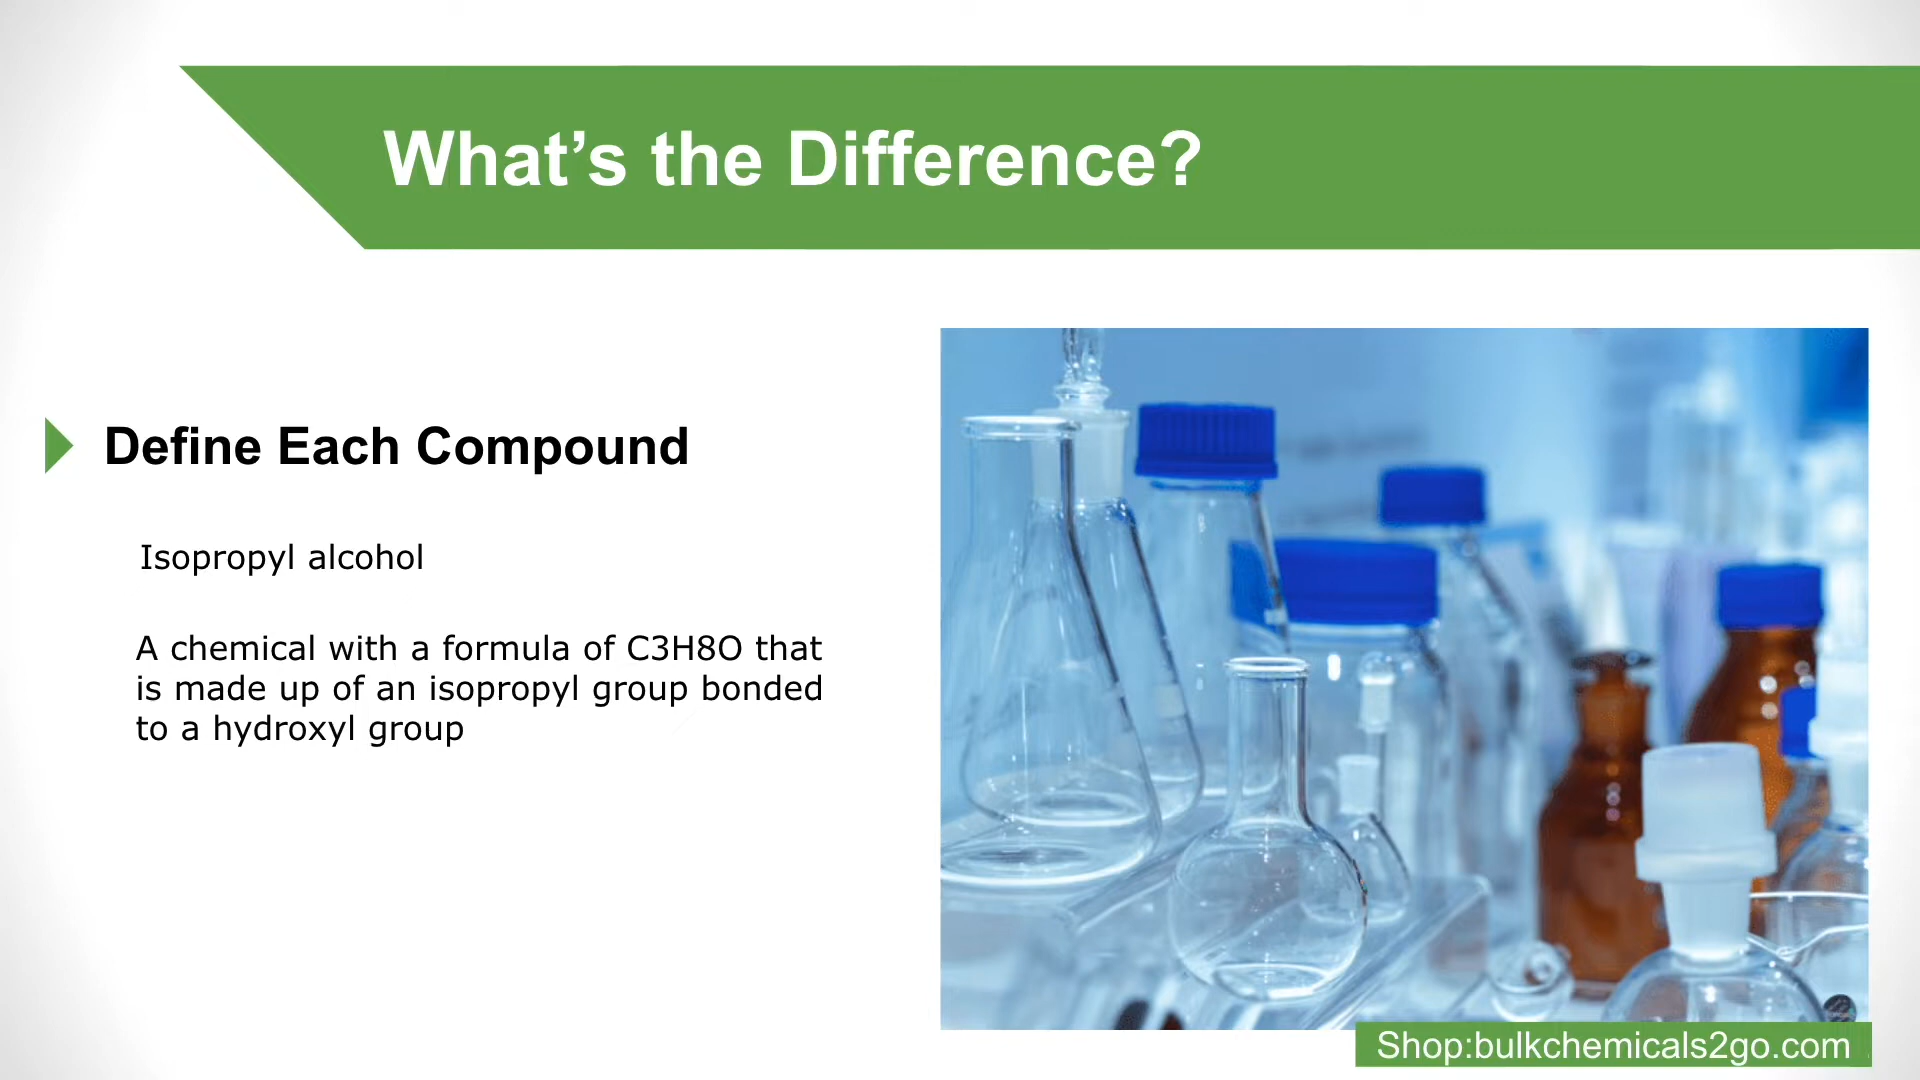 What’s the Difference?
Define Each Compound
Isopropyl alcohol
A chemical with a formula of C3H8O that
is made up of an isopropyl group bonded
to a hydroxyl group
Shop:bulkchemicals2go.com